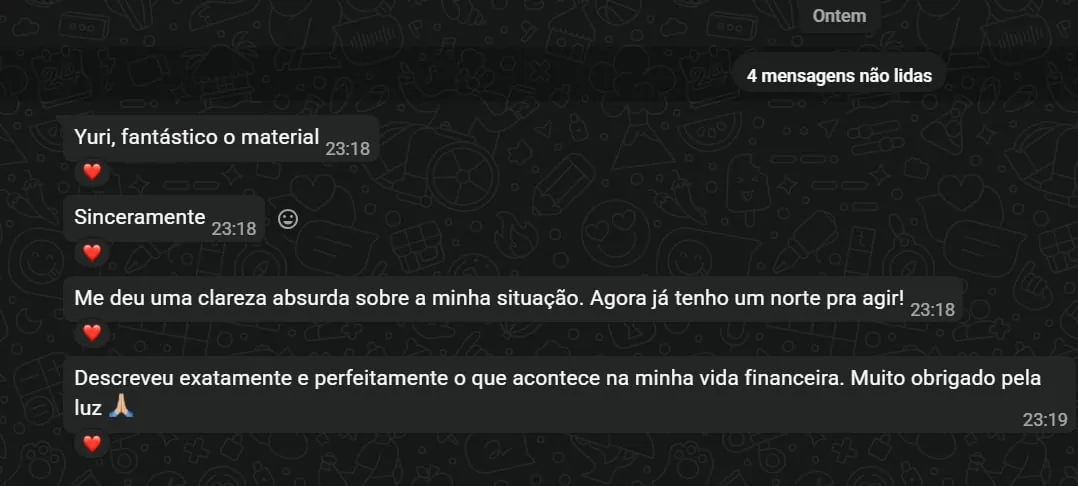 Ontem
4 mensagens não lidas
Yuri, fantástico o material 23:18
❤️
Sinceramente 23:18
❤️
Me deu uma clareza absurda sobre a minha situação. Agora já tenho um norte pra agir! 23:18
❤️
Descreveu exatamente e perfeitamente o que acontece na minha vida financeira. Muito obrigado pela
luz 🙏🏼 23:19
❤️